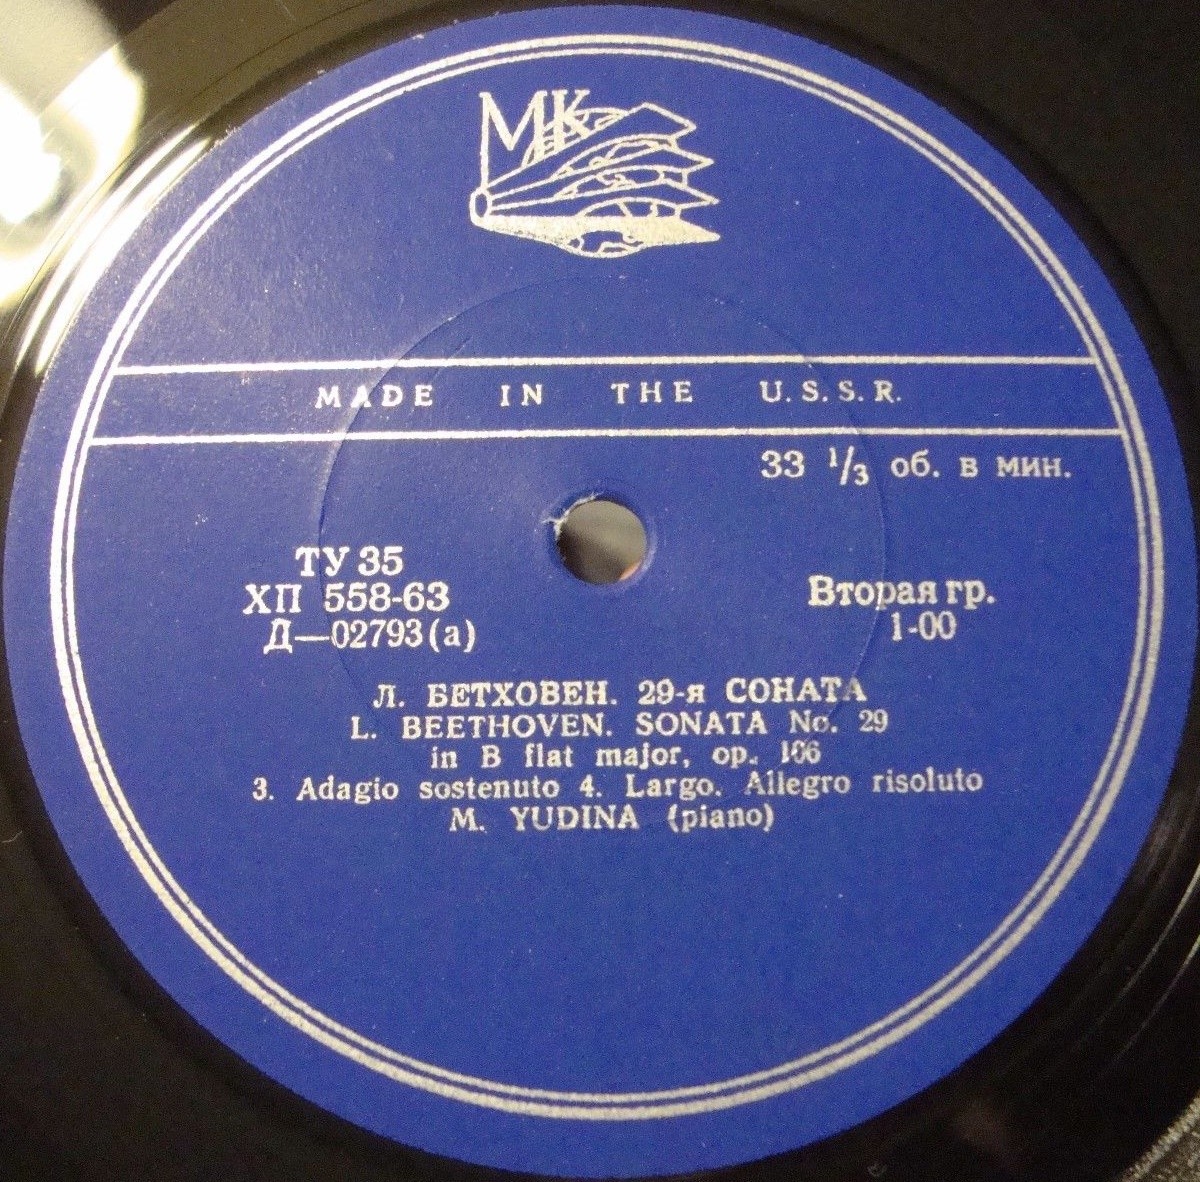 МК
MADE IN THE U.S.S.R.
33 1/3 об. в мин.
ТУ 35
ХП 558-63
Д—02793(а)
Вторая гр.
1-00
Л. БЕТХОВЕН. 29-я СОНАТА
L. BEETHOVEN. SONATA No. 29
in B flat major, op. 106
3. Adagio sostenuto 4. Largo. Allegro risoluto
M. YUDINA (piano)